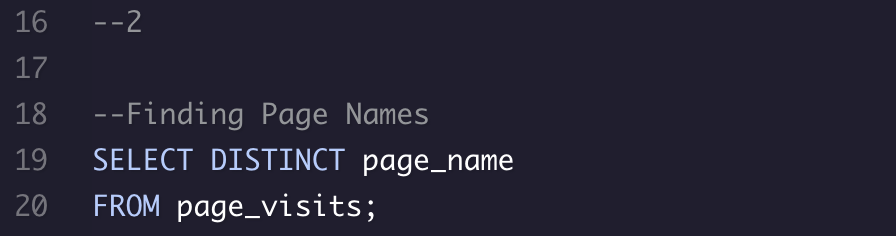 16 --2
17
18 --Finding Page Names
19 SELECT DISTINCT page_name
20 FROM page_visits;